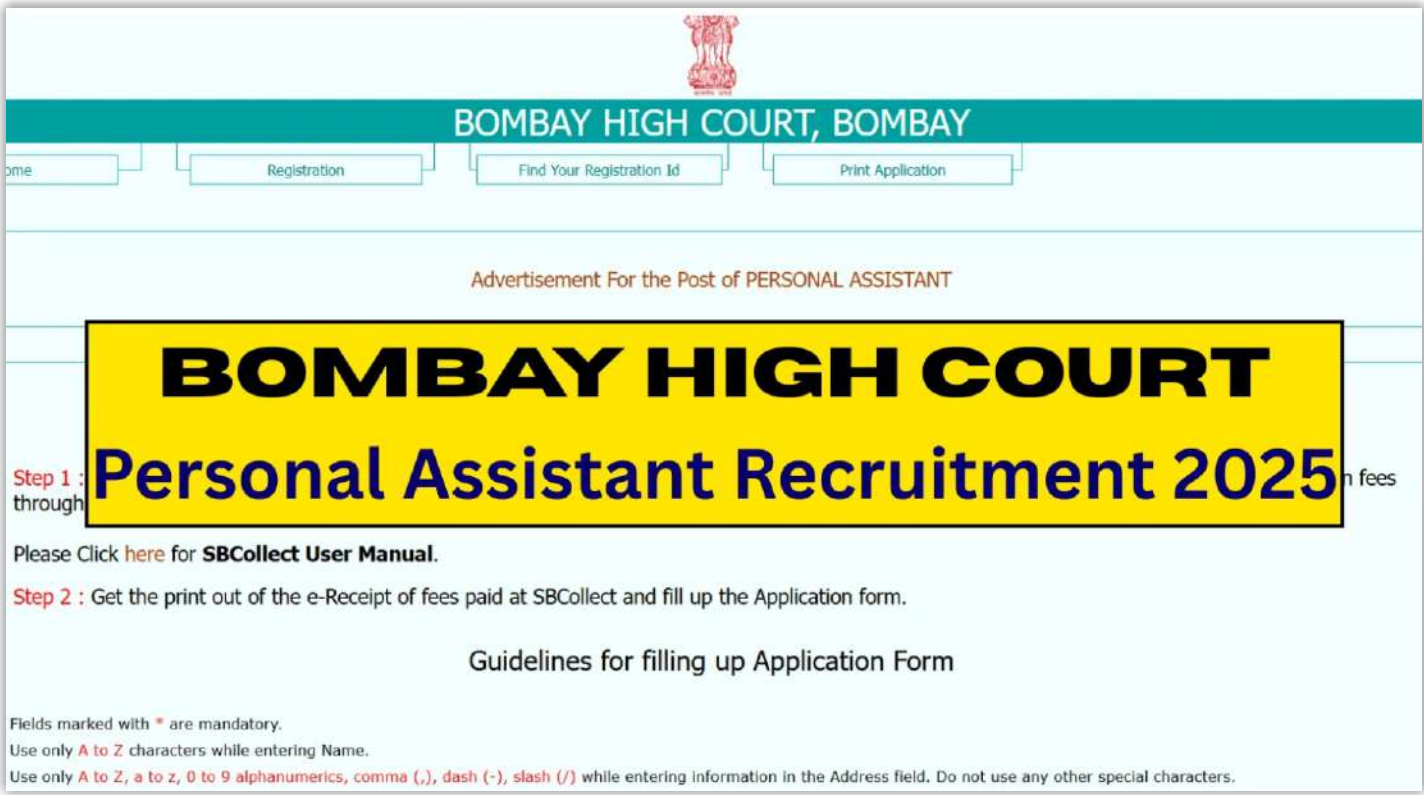 BOMBAY HIGH COURT, BOMBAY
ome
Registration
Find Your Registration Id
Print Application
Advertisement For the Post of PERSONAL ASSISTANT
BOMBAY HIGH COURT
Personal Assistant Recruitment 2025
Step 1 : n fees
through
Please Click here for SBCollect User Manual.
Step 2 : Get the print out of the e-Receipt of fees paid at SBCollect and fill up the Application form.
Guidelines for filling up Application Form
Fields marked with * are mandatory.
Use only A to Z characters while entering Name.
Use only A to Z, a to z, 0 to 9 alphanumerics, comma (,), dash (-), slash (/) while entering information in the Address field. Do not use any other special characters.